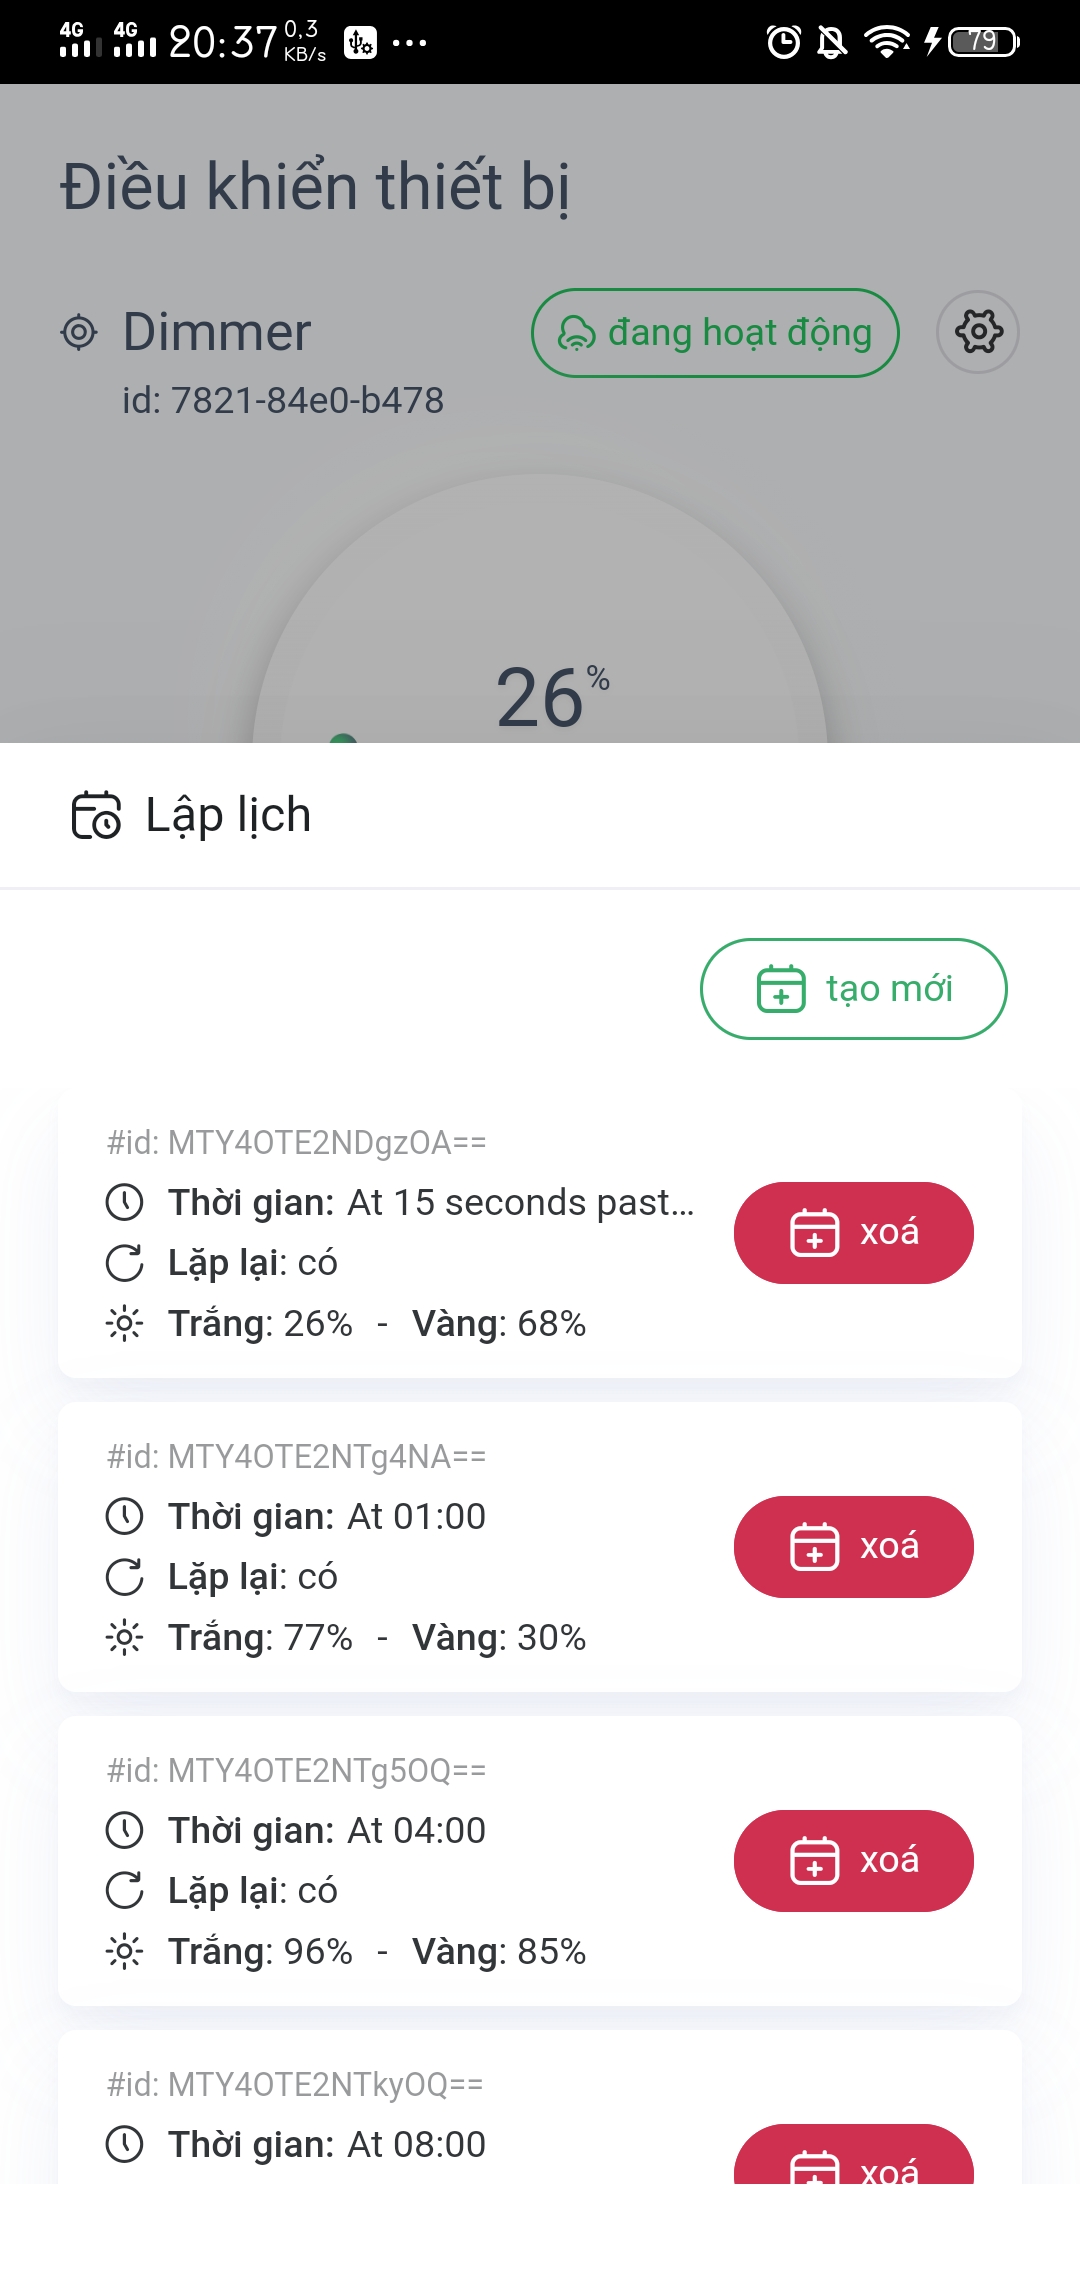 4G 4G 20:37 0,3 KB/s 79
Điều khiển thiết bị
Dimmer đang hoạt động
id: 7821-84e0-b478
26%
Lập lịch
tạo mới
#id: MTY4OTE2NDgzOA==
Thời gian: At 15 seconds past...
xoá
Lặp lại: có
Trắng: 26% - Vàng: 68%
#id: MTY4OTE2NTg4NA==
Thời gian: At 01:00
xoá
Lặp lại: có
Trắng: 77% - Vàng: 30%
#id: MTY4OTE2NTg5OQ==
Thời gian: At 04:00
xoá
Lặp lại: có
Trắng: 96% - Vàng: 85%
#id: MTY4OTE2NTkyOQ==
Thời gian: At 08:00
xoá